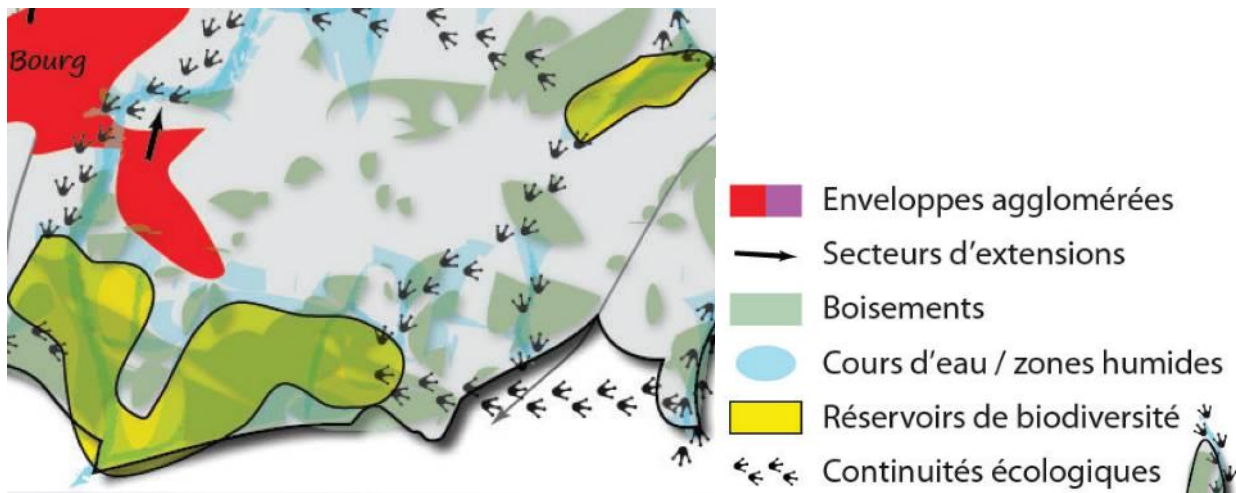 Bourg
Enveloppes agglomérées
Secteurs d'extensions
Boisements
Cours d'eau / zones humides
Réservoirs de biodiversité
Continuités écologiques